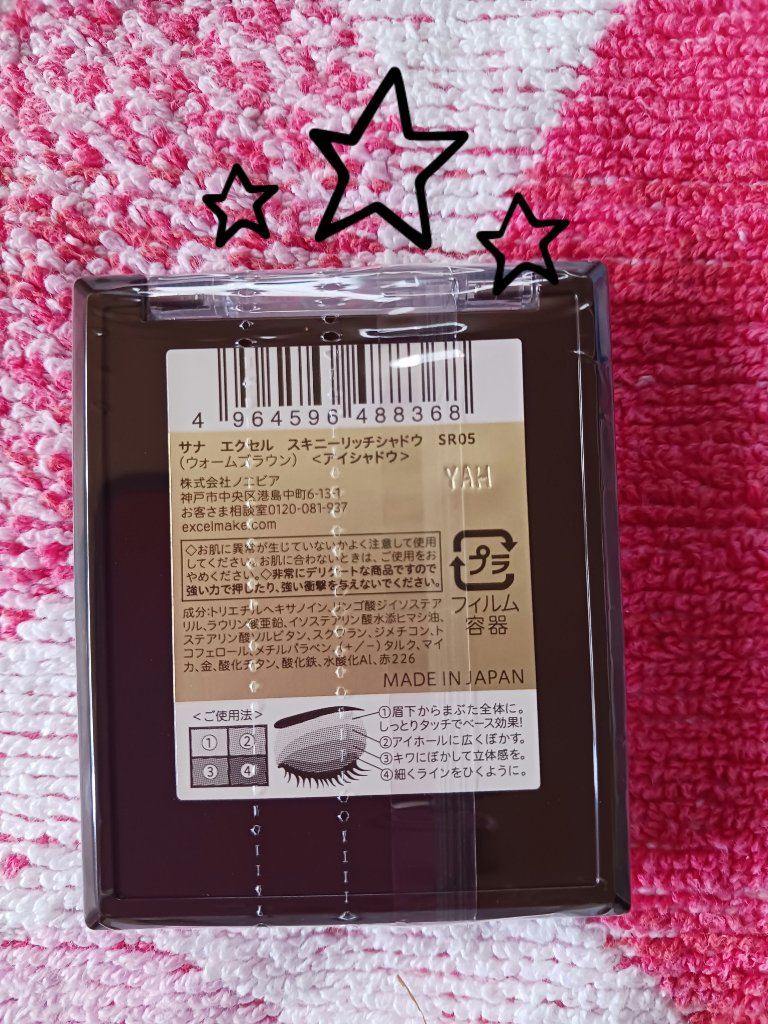 4 964596 488368
サナ エクセル スキニーリッチシャドウ SR05
(ウォームブラウン) <アイシャドウ>
YAH
株式会社ノエビア
神戸市中央区港島中町6-13-1
お客さま相談室0120-081-937
excelmake.com
◇お肌に異常が生じていないかよく注意して使用
してください。お肌に合わないときは、ご使用をお
やめください。◇非常にデリケートな商品ですので
強い力で押したり、強い衝撃を与えないでください。
プラ
フィルム
容器
成分:トリエチルヘキサノイン、リンゴ酸ジイソステア
リル、ラウリン酸亜鉛、イソステアリン酸水添ヒマシ油、
ステアリン酸ソルビタン、スクワラン、ジメチコン、ト
コフェロール、メチルパラベン、(+/-)タルク、マイ
カ、金、酸化チタン、酸化鉄、水酸化Al、赤226
MADE IN JAPAN
<ご使用法>
① ②
③ ④
①眉下からまぶた全体に。
しっとりタッチでベース効果!
②アイホールに広くぼかす。
③キワにぼかして立体感を。
④細くラインをひくように。